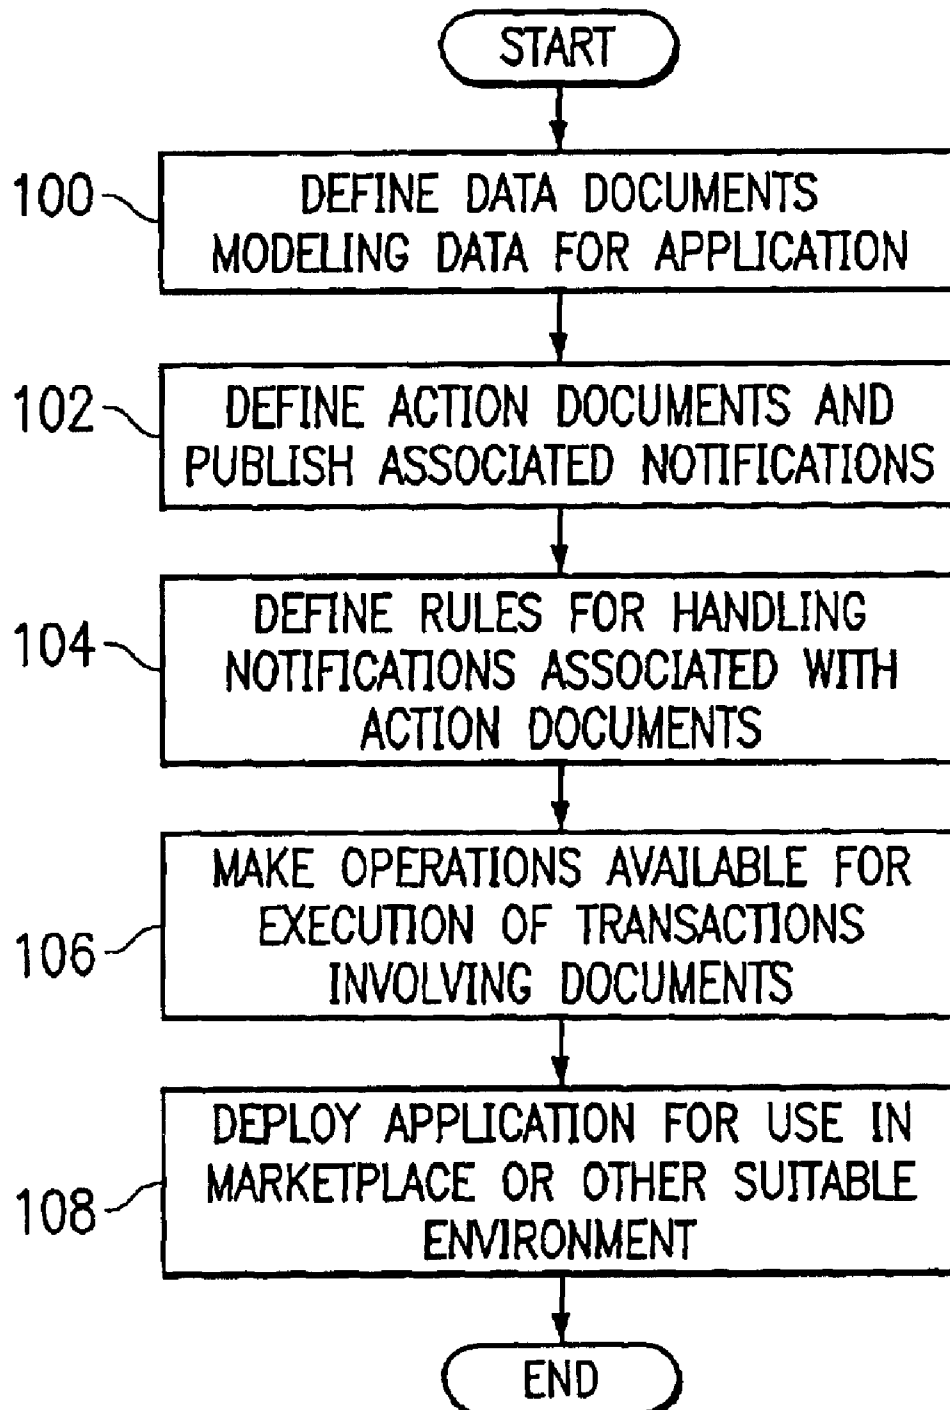 START
100
DEFINE DATA DOCUMENTS
MODELING DATA FOR APPLICATION
102
DEFINE ACTION DOCUMENTS AND
PUBLISH ASSOCIATED NOTIFICATIONS
104
DEFINE RULES FOR HANDLING
NOTIFICATIONS ASSOCIATED WITH
ACTION DOCUMENTS
106
MAKE OPERATIONS AVAILABLE FOR
EXECUTION OF TRANSACTIONS
INVOLVING DOCUMENTS
108
DEPLOY APPLICATION FOR USE IN
MARKETPLACE OR OTHER SUITABLE
ENVIRONMENT
END